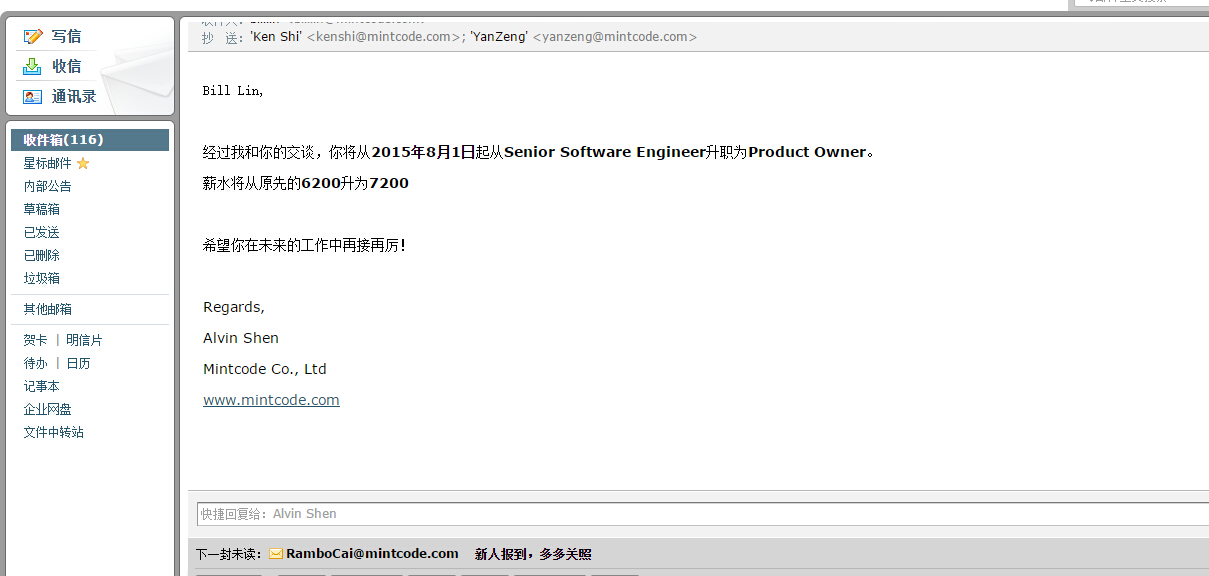 写信
收信
通讯录
收件箱(116)
星标邮件
内部公告
草稿箱
已发送
已删除
垃圾箱
其他邮箱
贺卡 | 明信片
待办 | 日历
记事本
企业网盘
文件中转站
抄 送：'Ken Shi' <kenshi@mintcode.com>; 'YanZeng' <yanzeng@mintcode.com>
Bill Lin,
经过我和你的交谈，你将从2015年8月1日起从Senior Software Engineer升职为Product Owner。
薪水将从原先的6200升为7200
希望你在未来的工作中再接再厉！
Regards,
Alvin Shen
Mintcode Co., Ltd
www.mintcode.com
快捷回复给：Alvin Shen
下一封未读：RamboCai@mintcode.com 新人报到，多多关照